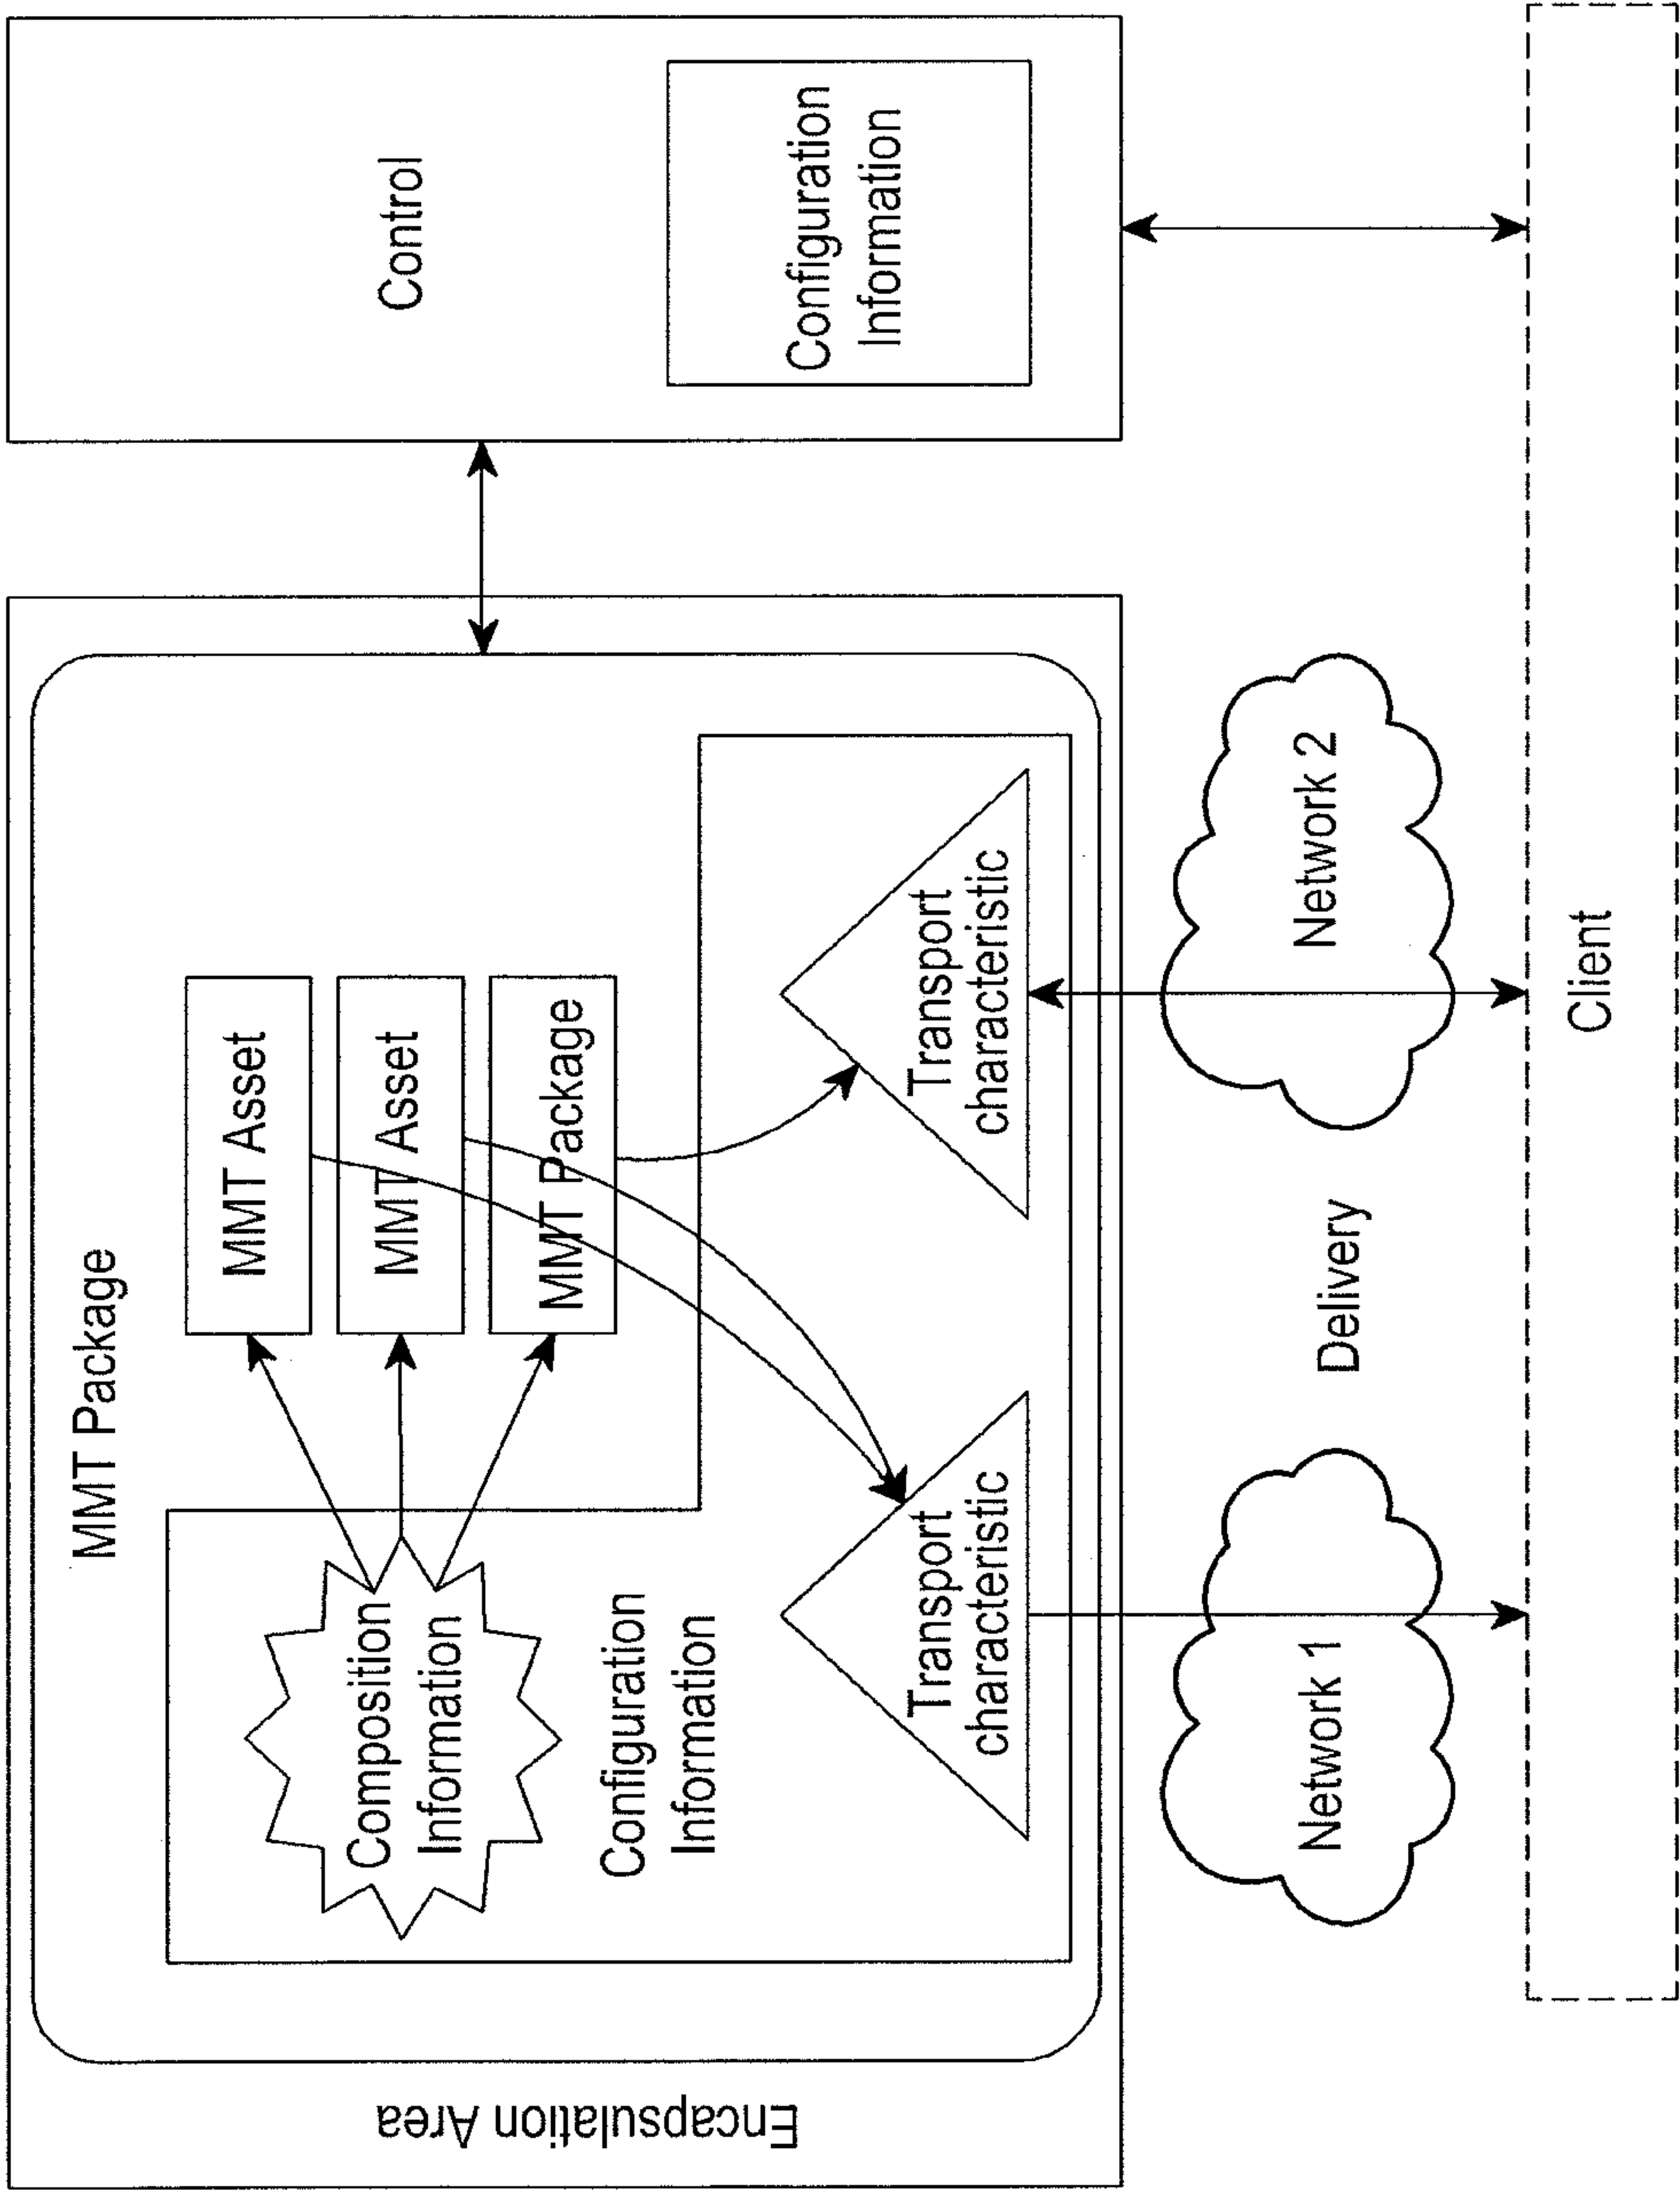 Encapsulation Area
MMT Package
Composition
Information
MMT Asset
MMT Asset
MMT Package
Configuration
Information
Transport
characteristic
Transport
characteristic
Control
Configuration
Information
Network 1
Delivery
Network 2
Client